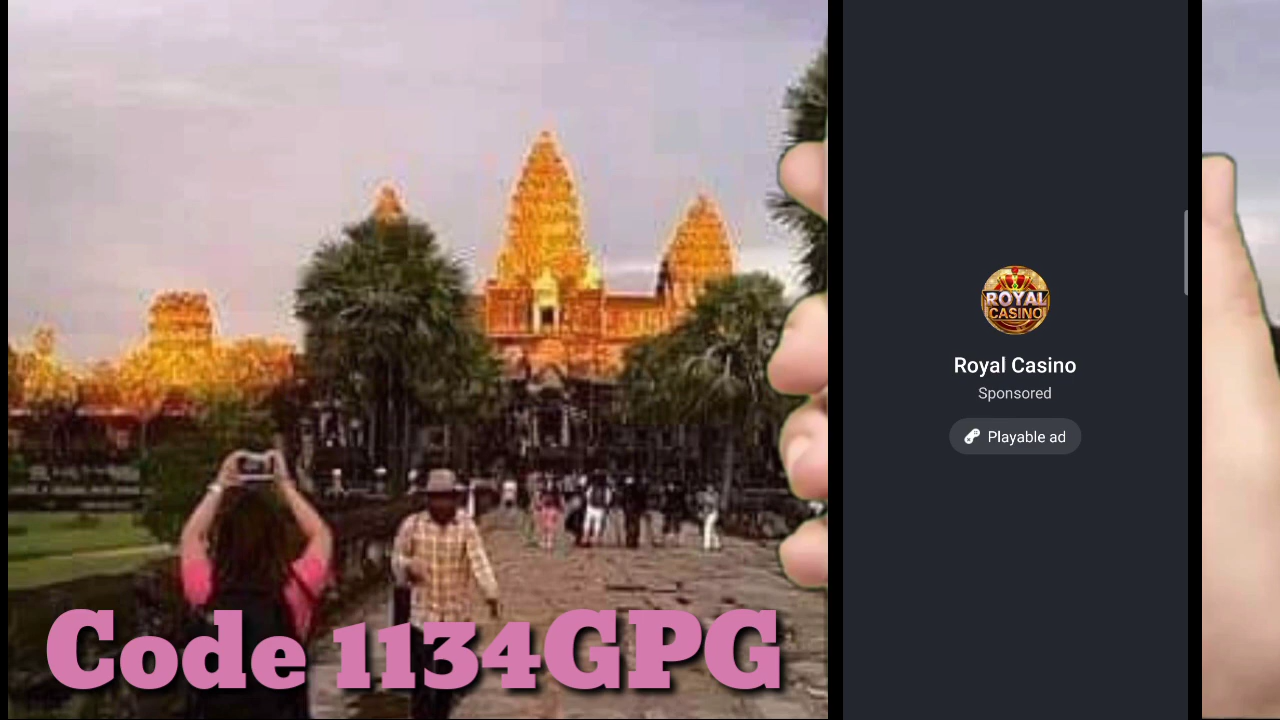 Code 1134GPG
ROYAL
CASINO
Royal Casino
Sponsored
Playable ad